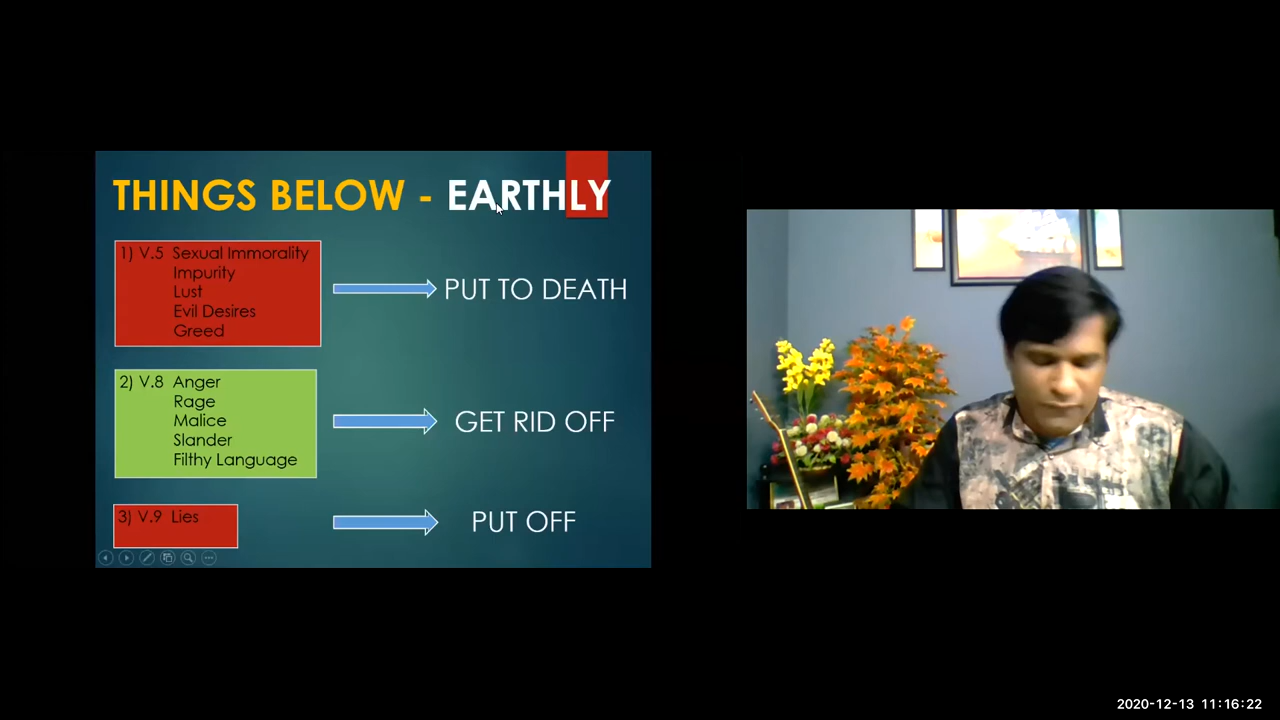 THINGS BELOW - EARTHLY
1) V.5 Sexual Immorality
Impurity
Lust
Evil Desires
Greed
PUT TO DEATH
2) V.8 Anger
Rage
Malice
Slander
Filthy Language
GET RID OFF
3) V.9 Lies
PUT OFF
2020-12-13 11:16:22